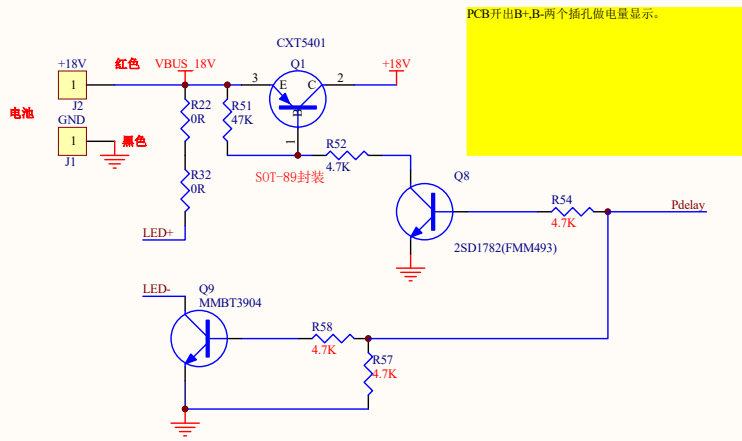 PCB开出B+,B-两个插孔做电量显示。
CXT5401
+18V
红色
VBUS_18V
Q1
+18V
3
E
C
2
1
J2
R22
0R
R51
47K
B
电池
GND
1
黑色
J1
1
R52
4.7K
R32
0R
SOT-89封装
Q8
R54
4.7K
Pdelay
LED+
2SD1782(FMM493)
LED-
Q9
MMBT3904
R58
4.7K
R57
4.7K